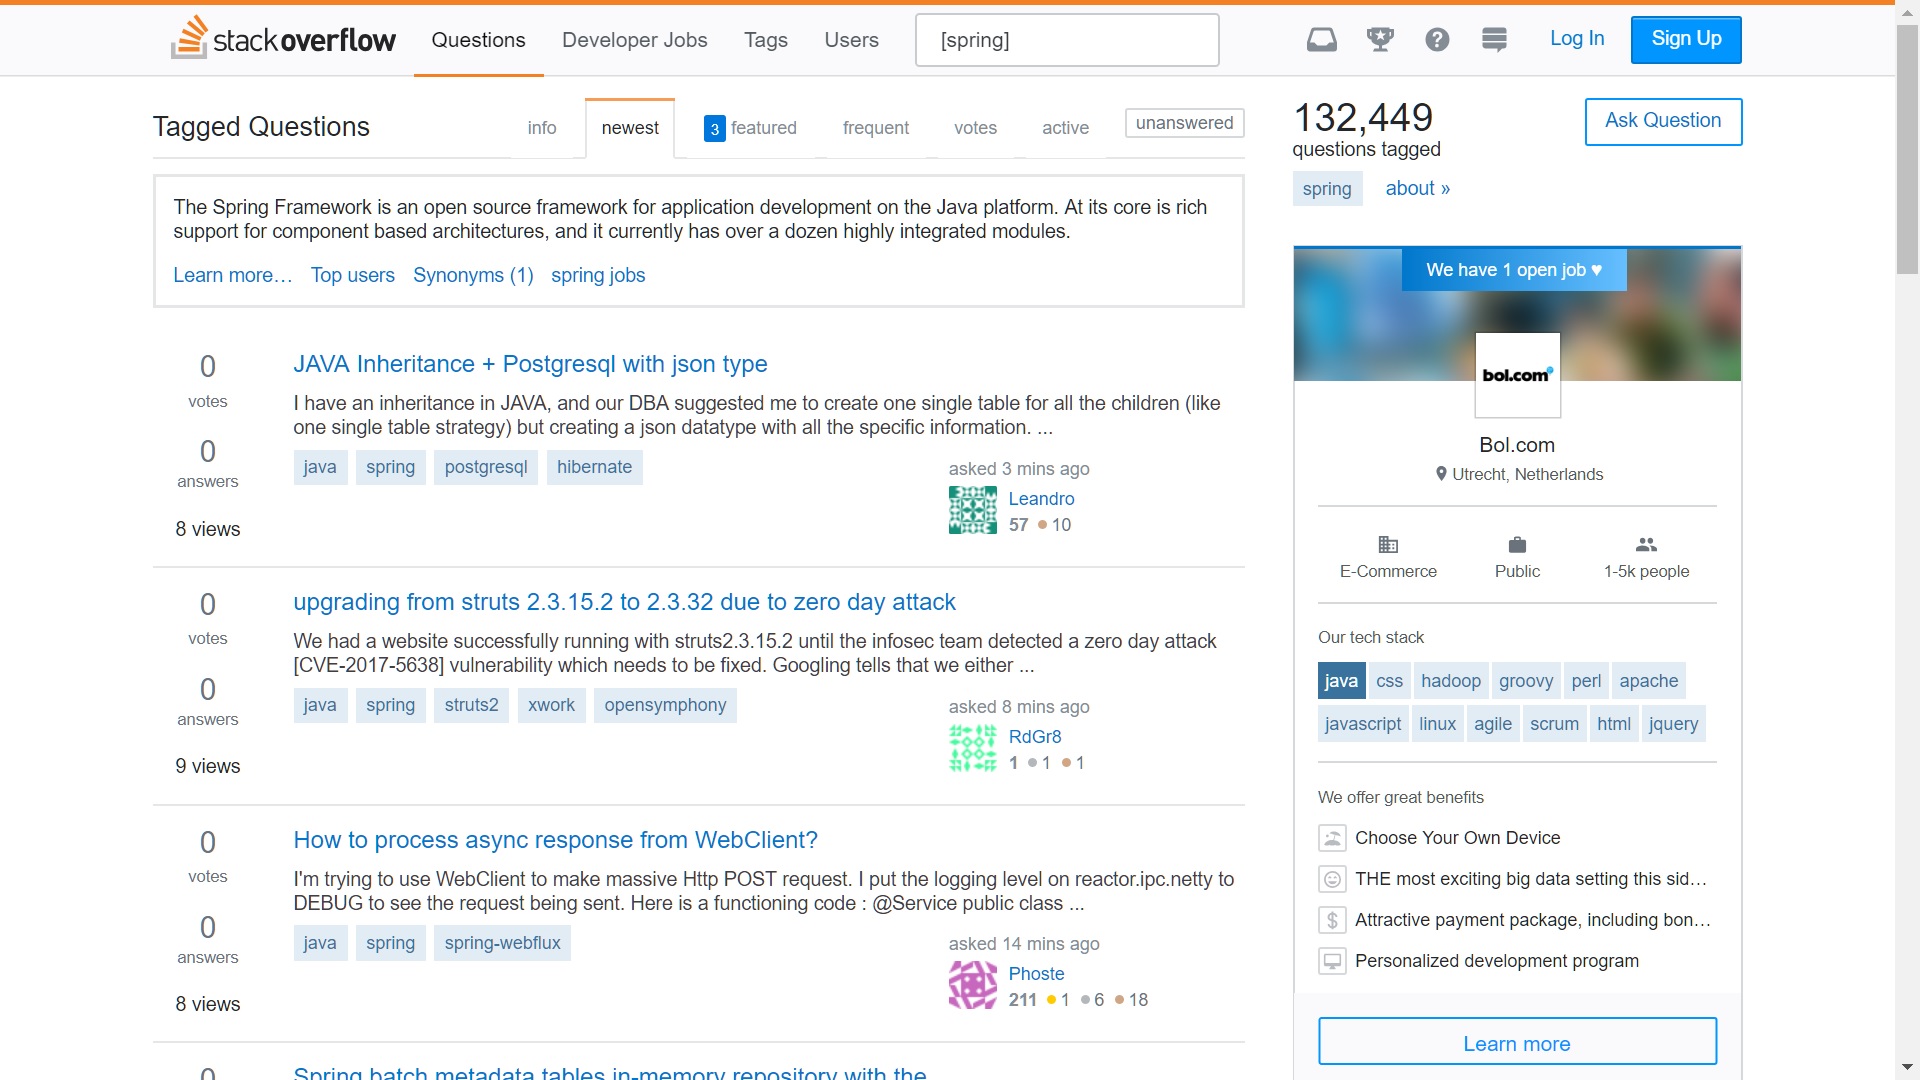 stackoverflow
Questions
Developer Jobs
Tags
Users
[spring]
Log In
Sign Up
Tagged Questions
info
newest
3 featured
frequent
votes
active
unanswered
The Spring Framework is an open source framework for application development on the Java platform. At its core is rich
support for component based architectures, and it currently has over a dozen highly integrated modules.
Learn more…
Top users
Synonyms (1)
spring jobs
0
votes
0
answers
8 views
JAVA Inheritance + Postgresql with json type
I have an inheritance in JAVA, and our DBA suggested me to create one single table for all the children (like
one single table strategy) but creating a json datatype with all the specific information. ...
java
spring
postgresql
hibernate
asked 3 mins ago
Leandro
57 10
0
votes
0
answers
9 views
upgrading from struts 2.3.15.2 to 2.3.32 due to zero day attack
We had a website successfully running with struts2.3.15.2 until the infosec team detected a zero day attack
[CVE-2017-5638] vulnerability which needs to be fixed. Googling tells that we either ...
java
spring
struts2
xwork
opensymphony
asked 8 mins ago
RdGr8
1 1 1
0
votes
0
answers
8 views
How to process async response from WebClient?
I'm trying to use WebClient to make massive Http POST request. I put the logging level on reactor.ipc.netty to
DEBUG to see the request being sent. Here is a functioning code : @Service public class ...
java
spring
spring-webflux
asked 14 mins ago
Phoste
211 1 6 18
0
Spring batch metadata tables in-memory repository with the
132,449
questions tagged
Ask Question
spring
about »
We have 1 open job ♥
bol.com
Bol.com
Utrecht, Netherlands
E-Commerce
Public
1-5k people
Our tech stack
java
css
hadoop
groovy
perl
apache
javascript
linux
agile
scrum
html
jquery
We offer great benefits
Choose Your Own Device
THE most exciting big data setting this sid…
Attractive payment package, including bon…
Personalized development program
Learn more